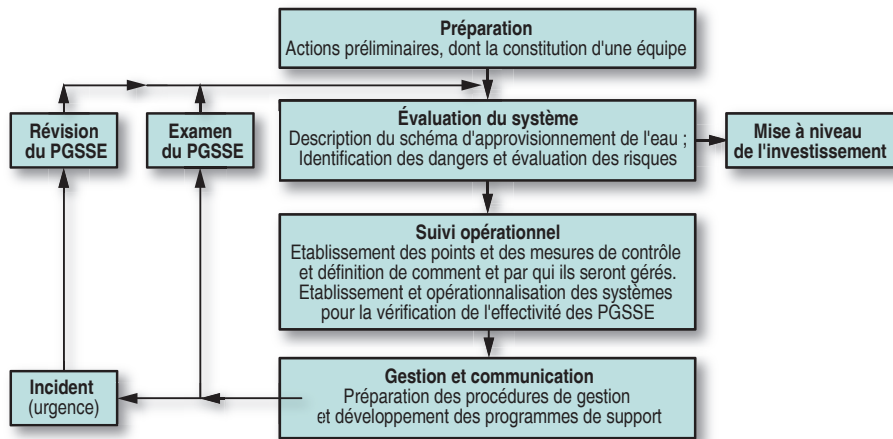 Préparation
Actions préliminaires, dont la constitution d'une équipe
Révision
du PGSSE
Examen
du PGSSE
Évaluation du système
Description du schéma d'approvisionnement de l'eau ;
Identification des dangers et évaluation des risques
Mise à niveau
de l'investissement
Suivi opérationnel
Etablissement des points et des mesures de contrôle
et définition de comment et par qui ils seront gérés.
Etablissement et opérationnalisation des systèmes
pour la vérification de l'effectivité des PGSSE
Incident
(urgence)
Gestion et communication
Préparation des procédures de gestion
et développement des programmes de support